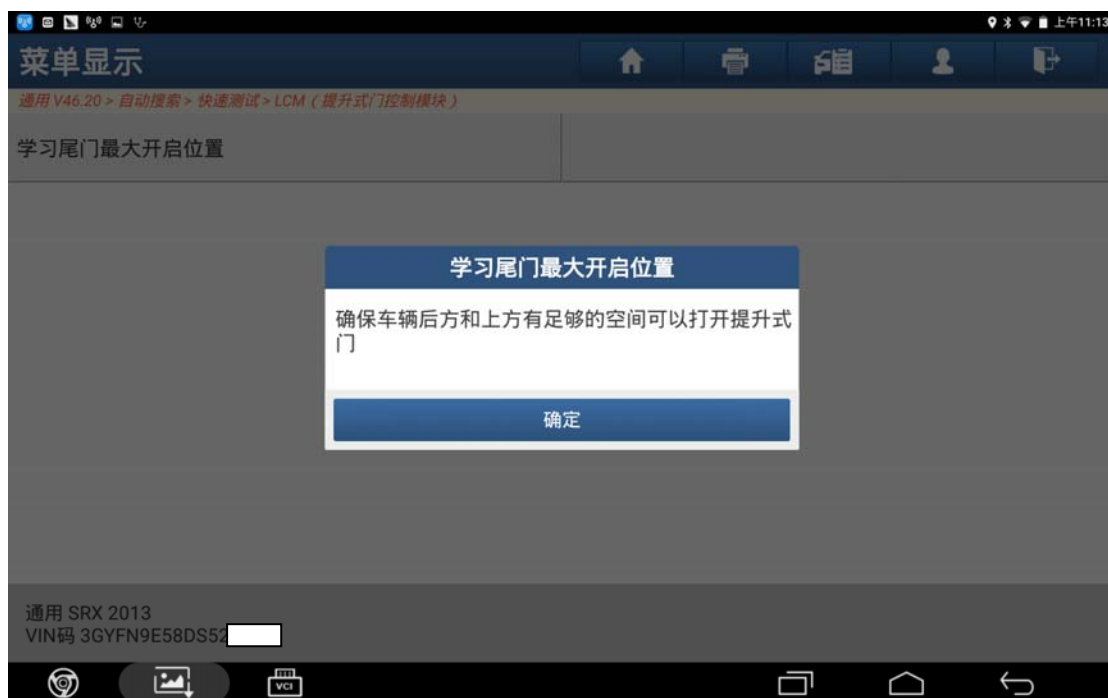 上午11:13
菜单显示
通用 V46.20 > 自动搜索 > 快速测试 > LCM ( 提升式门控制模块 )
学习尾门最大开启位置
学习尾门最大开启位置
确保车辆后方和上方有足够的空间可以打开提升式
门
确定
通用 SRX 2013
VIN码 3GYFN9E58DS52
VCI